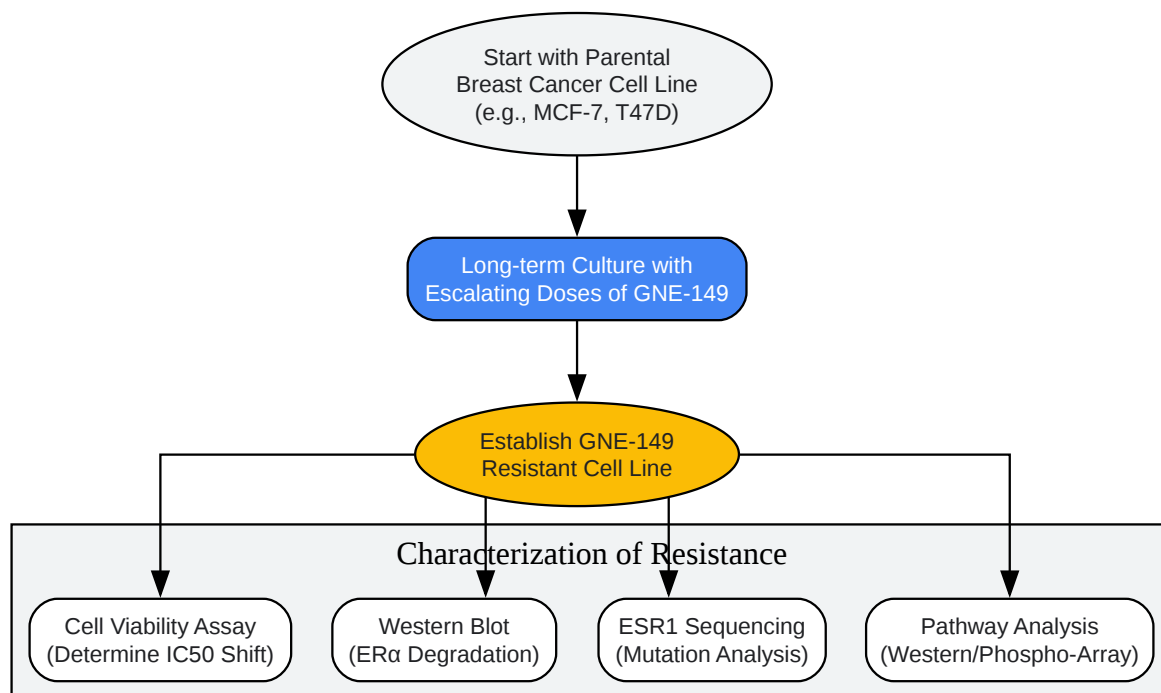 Start with Parental
Breast Cancer Cell Line
(e.g., MCF-7, T47D)
Long-term Culture with
Escalating Doses of GNE-149
Establish GNE-149
Resistant Cell Line
Characterization of Resistance
Cell Viability Assay
(Determine IC50 Shift)
Western Blot
(ERα Degradation)
ESR1 Sequencing
(Mutation Analysis)
Pathway Analysis
(Western/Phospho-Array)